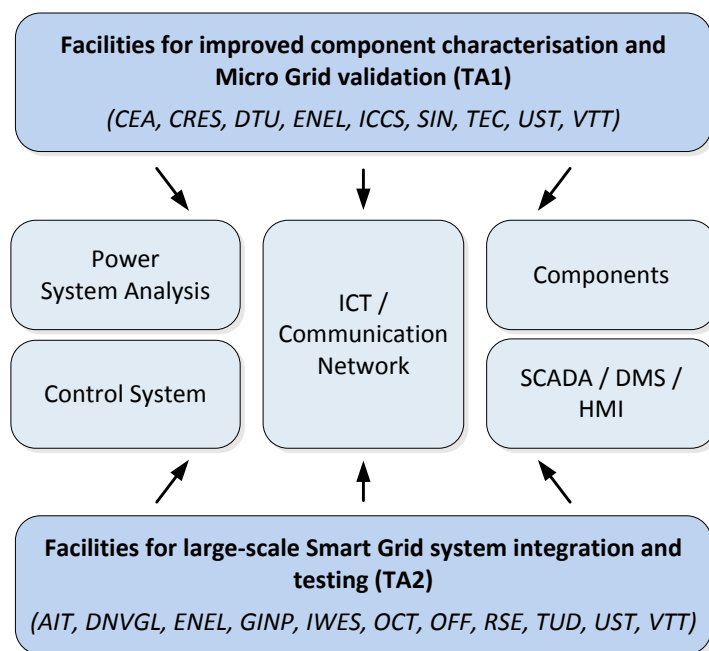 Facilities for improved component characterisation and
Micro Grid validation (TA1)
(CEA, CRES, DTU, ENEL, ICCS, SIN, TEC, UST, VTT)
Power
System Analysis
Control System
ICT /
Communication
Network
Components
SCADA / DMS /
HMI
Facilities for large-scale Smart Grid system integration and
testing (TA2)
(AIT, DNVGL, ENEL, GINP, IWES, OCT, OFF, RSE, TUD, UST, VTT)